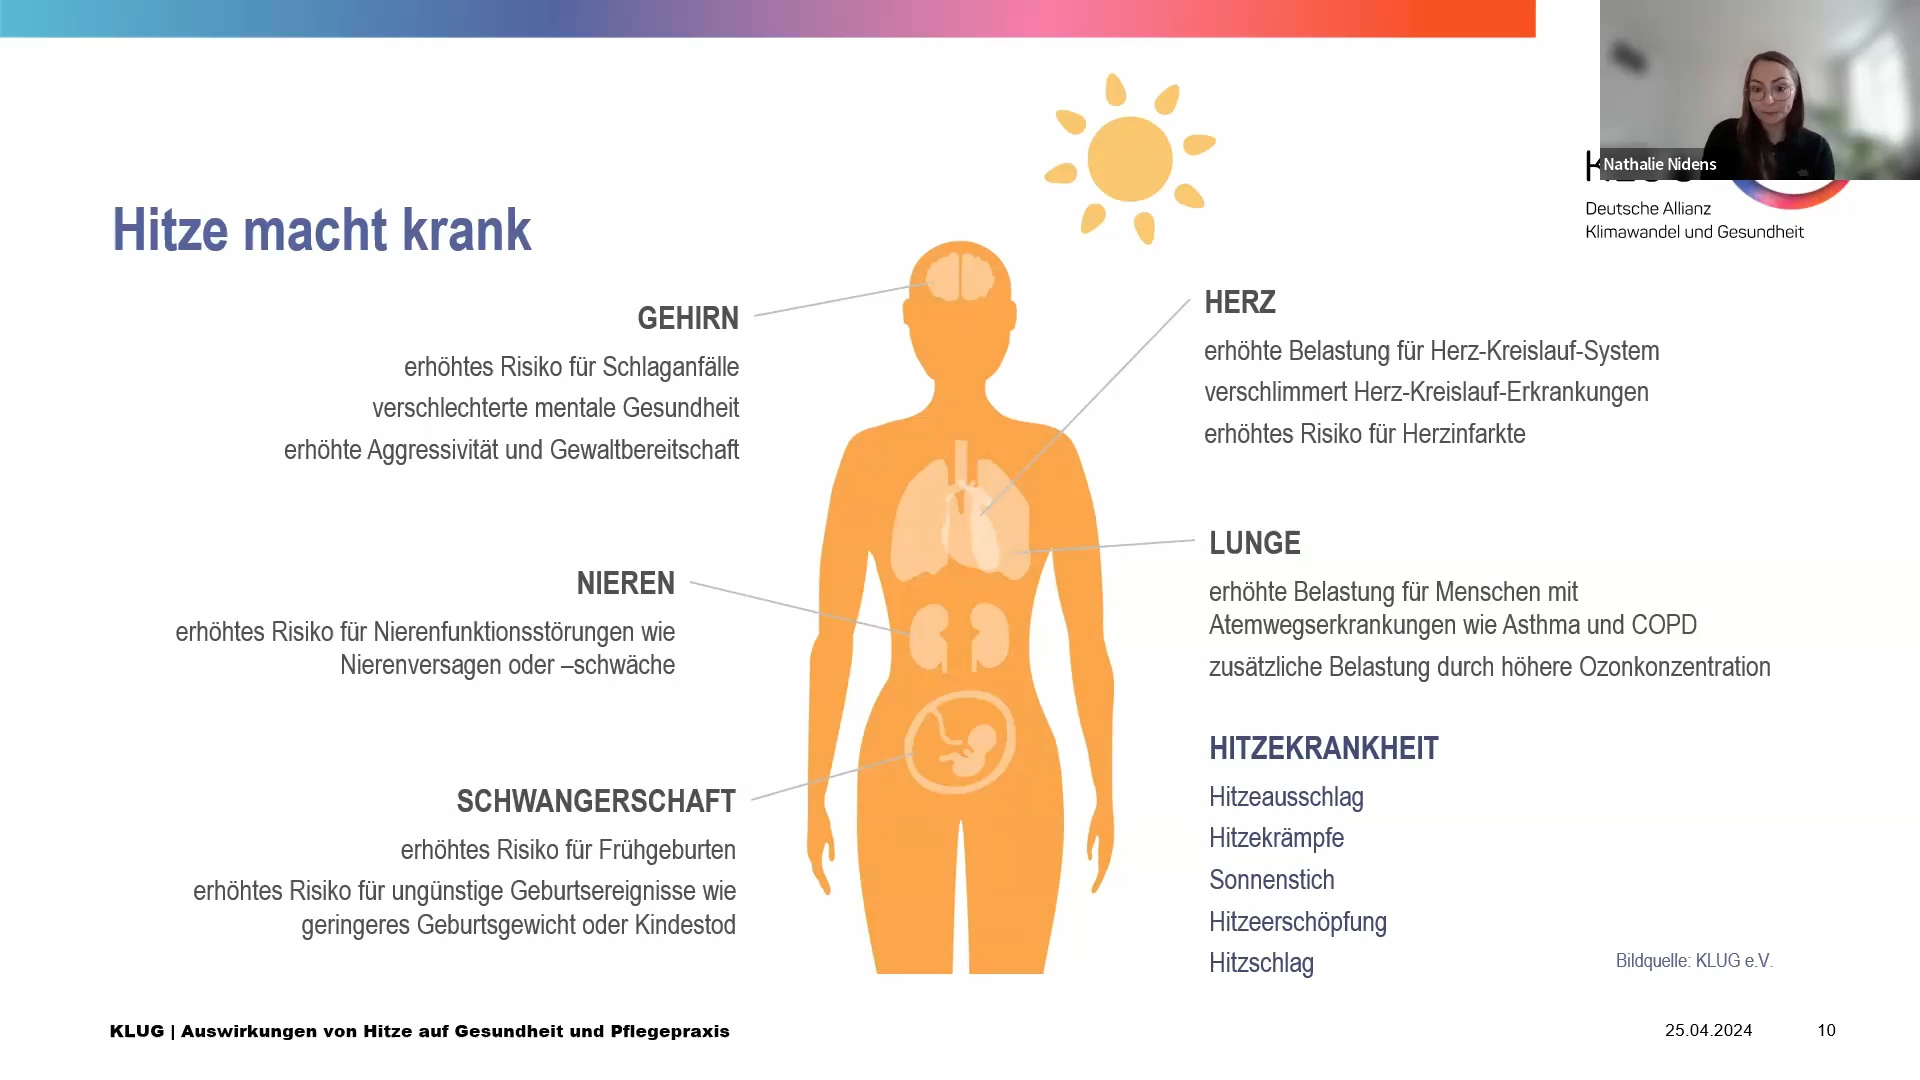 Nathalie Nidens
Deutsche Allianz
Klimawandel und Gesundheit
Hitze macht krank
GEHIRN
erhöhtes Risiko für Schlaganfälle
verschlechterte mentale Gesundheit
erhöhte Aggressivität und Gewaltbereitschaft
HERZ
erhöhte Belastung für Herz-Kreislauf-System
verschlimmert Herz-Kreislauf-Erkrankungen
erhöhtes Risiko für Herzinfarkte
NIEREN
erhöhtes Risiko für Nierenfunktionsstörungen wie
Nierenversagen oder –schwäche
LUNGE
erhöhte Belastung für Menschen mit
Atemwegserkrankungen wie Asthma und COPD
zusätzliche Belastung durch höhere Ozonkonzentration
SCHWANGERSCHAFT
erhöhtes Risiko für Frühgeburten
erhöhtes Risiko für ungünstige Geburtsereignisse wie
geringeres Geburtsgewicht oder Kindestod
HITZEKRANKHEIT
Hitzeausschlag
Hitzekrämpfe
Sonnenstich
Hitzeerschöpfung
Hitzschlag
Bildquelle: KLUG e.V.
KLUG | Auswirkungen von Hitze auf Gesundheit und Pflegepraxis
25.04.2024
10